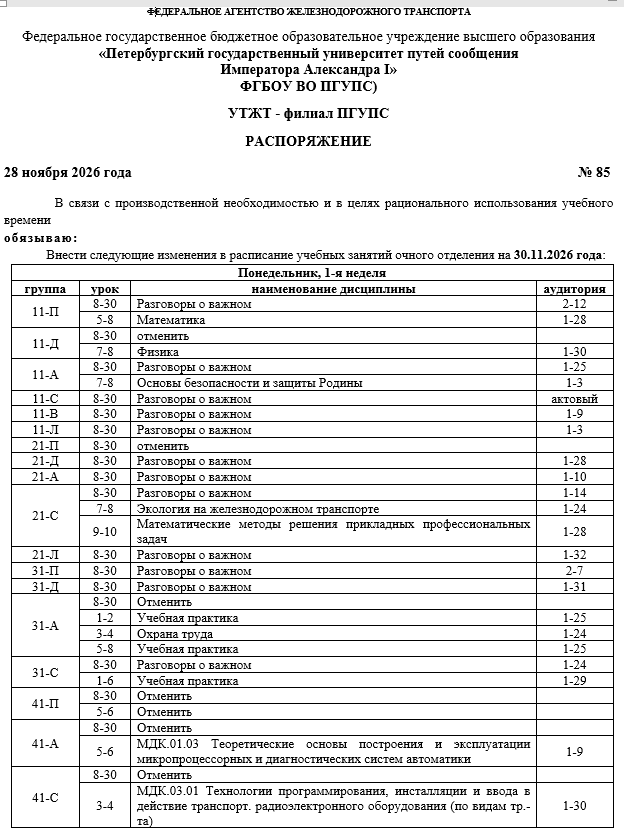 ФЕДЕРАЛЬНОЕ АГЕНТСТВО ЖЕЛЕЗНОДОРОЖНОГО ТРАНСПОРТА
Федеральное государственное бюджетное образовательное учреждение высшего образования
«Петербургский государственный университет путей сообщения
Императора Александра I»
ФГБОУ ВО ПГУПС)
УТЖТ - филиал ПГУПС
РАСПОРЯЖЕНИЕ
28 ноября 2026 года № 85
В связи с производственной необходимостью и в целях рационального использования учебного
времени
обязываю:
Внести следующие изменения в расписание учебных занятий очного отделения на 30.11.2026 года:
Понедельник, 1-я неделя
группа урок наименование дисциплины аудитория
11-П 8-30 Разговоры о важном 2-12
5-8 Математика 1-28
11-Д 8-30 отменить
7-8 Физика 1-30
11-А 8-30 Разговоры о важном 1-25
7-8 Основы безопасности и защиты Родины 1-3
11-С 8-30 Разговоры о важном актовый
11-В 8-30 Разговоры о важном 1-9
11-Л 8-30 Разговоры о важном 1-3
21-П 8-30 отменить
21-Д 8-30 Разговоры о важном 1-28
21-А 8-30 Разговоры о важном 1-10
21-С 8-30 Разговоры о важном 1-14
7-8 Экология на железнодорожном транспорте 1-24
9-10 Математические методы решения прикладных профессиональных
задач 1-28
21-Л 8-30 Разговоры о важном 1-32
31-П 8-30 Разговоры о важном 2-7
31-Д 8-30 Разговоры о важном 1-31
31-А 8-30 Отменить
1-2 Учебная практика 1-25
3-4 Охрана труда 1-24
5-8 Учебная практика 1-25
31-С 8-30 Разговоры о важном 1-24
1-6 Учебная практика 1-29
41-П 8-30 Отменить
5-6 Отменить
41-А 8-30 Отменить
5-6 МДК.01.03 Теоретические основы построения и эксплуатации
микропроцессорных и диагностических систем автоматики 1-9
41-С 8-30 Отменить
3-4 МДК.03.01 Технологии программирования, инсталляции и ввода в
действие транспорт. радиоэлектронного оборудования (по видам тр.-
та) 1-30